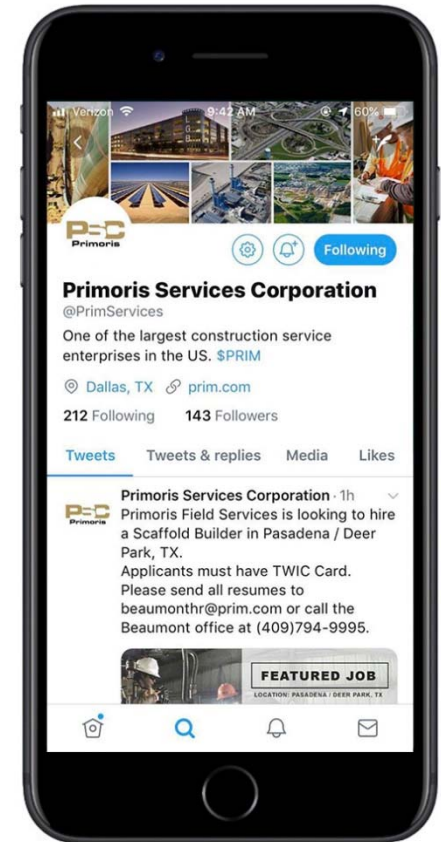 Verizon 9:42 AM 60%
LGB
PSC
Primoris
Following
Primoris Services Corporation
@PrimServices
One of the largest construction service
enterprises in the US. $PRIM
Dallas, TX prim.com
212 Following 143 Followers
Tweets Tweets & replies Media Likes
PSC
Primoris
Primoris Services Corporation · 1h
Primoris Field Services is looking to hire
a Scaffold Builder in Pasadena / Deer
Park, TX.
Applicants must have TWIC Card.
Please send all resumes to
beaumonthr@prim.com or call the
Beaumont office at (409)794-9995.
FEATURED JOB
LOCATION: PASADENA / DEER PARK, TX